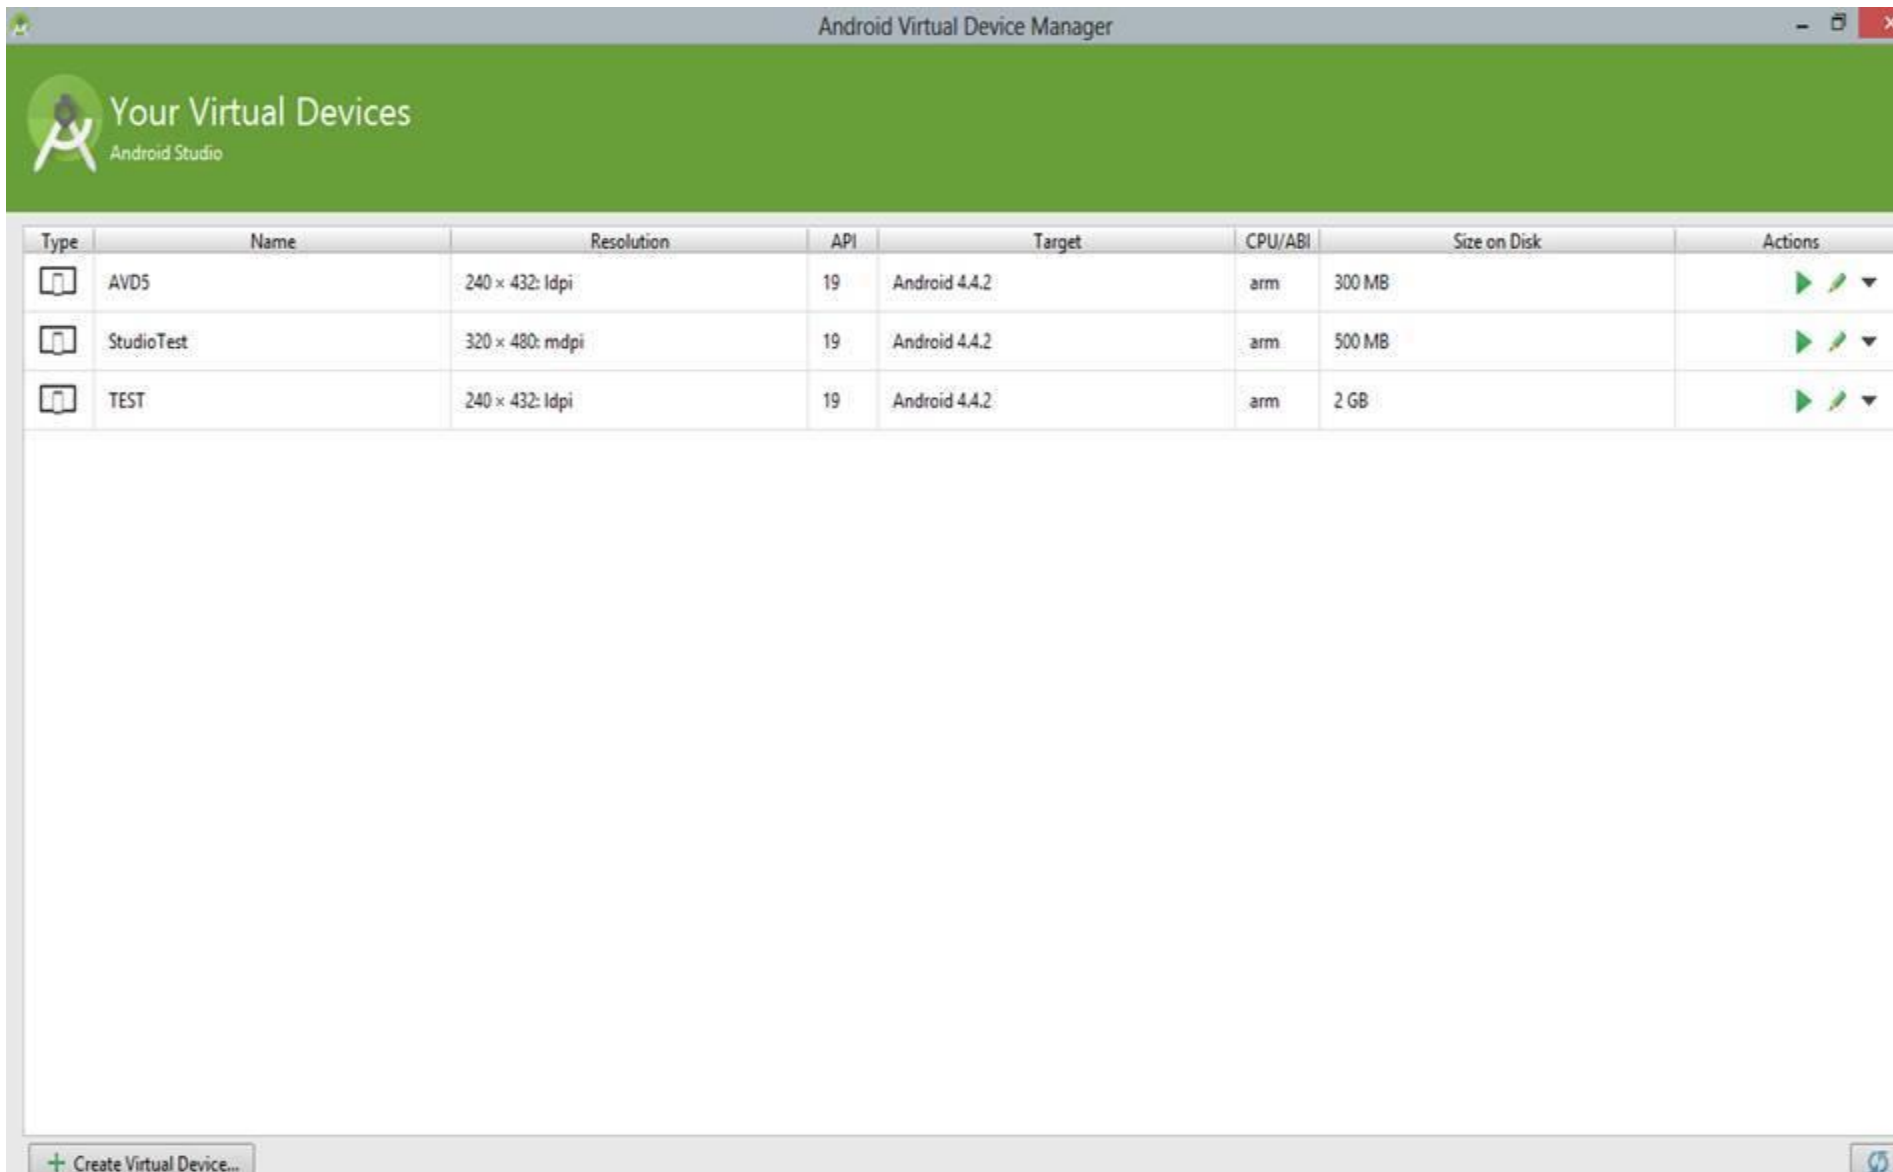 Android Virtual Device Manager
Your Virtual Devices
Android Studio
Type Name Resolution API Target CPU/ABI Size on Disk Actions
AVD5 240 × 432: ldpi 19 Android 4.4.2 arm 300 MB
StudioTest 320 × 480: mdpi 19 Android 4.4.2 arm 500 MB
TEST 240 × 432: ldpi 19 Android 4.4.2 arm 2 GB
Create Virtual Device...